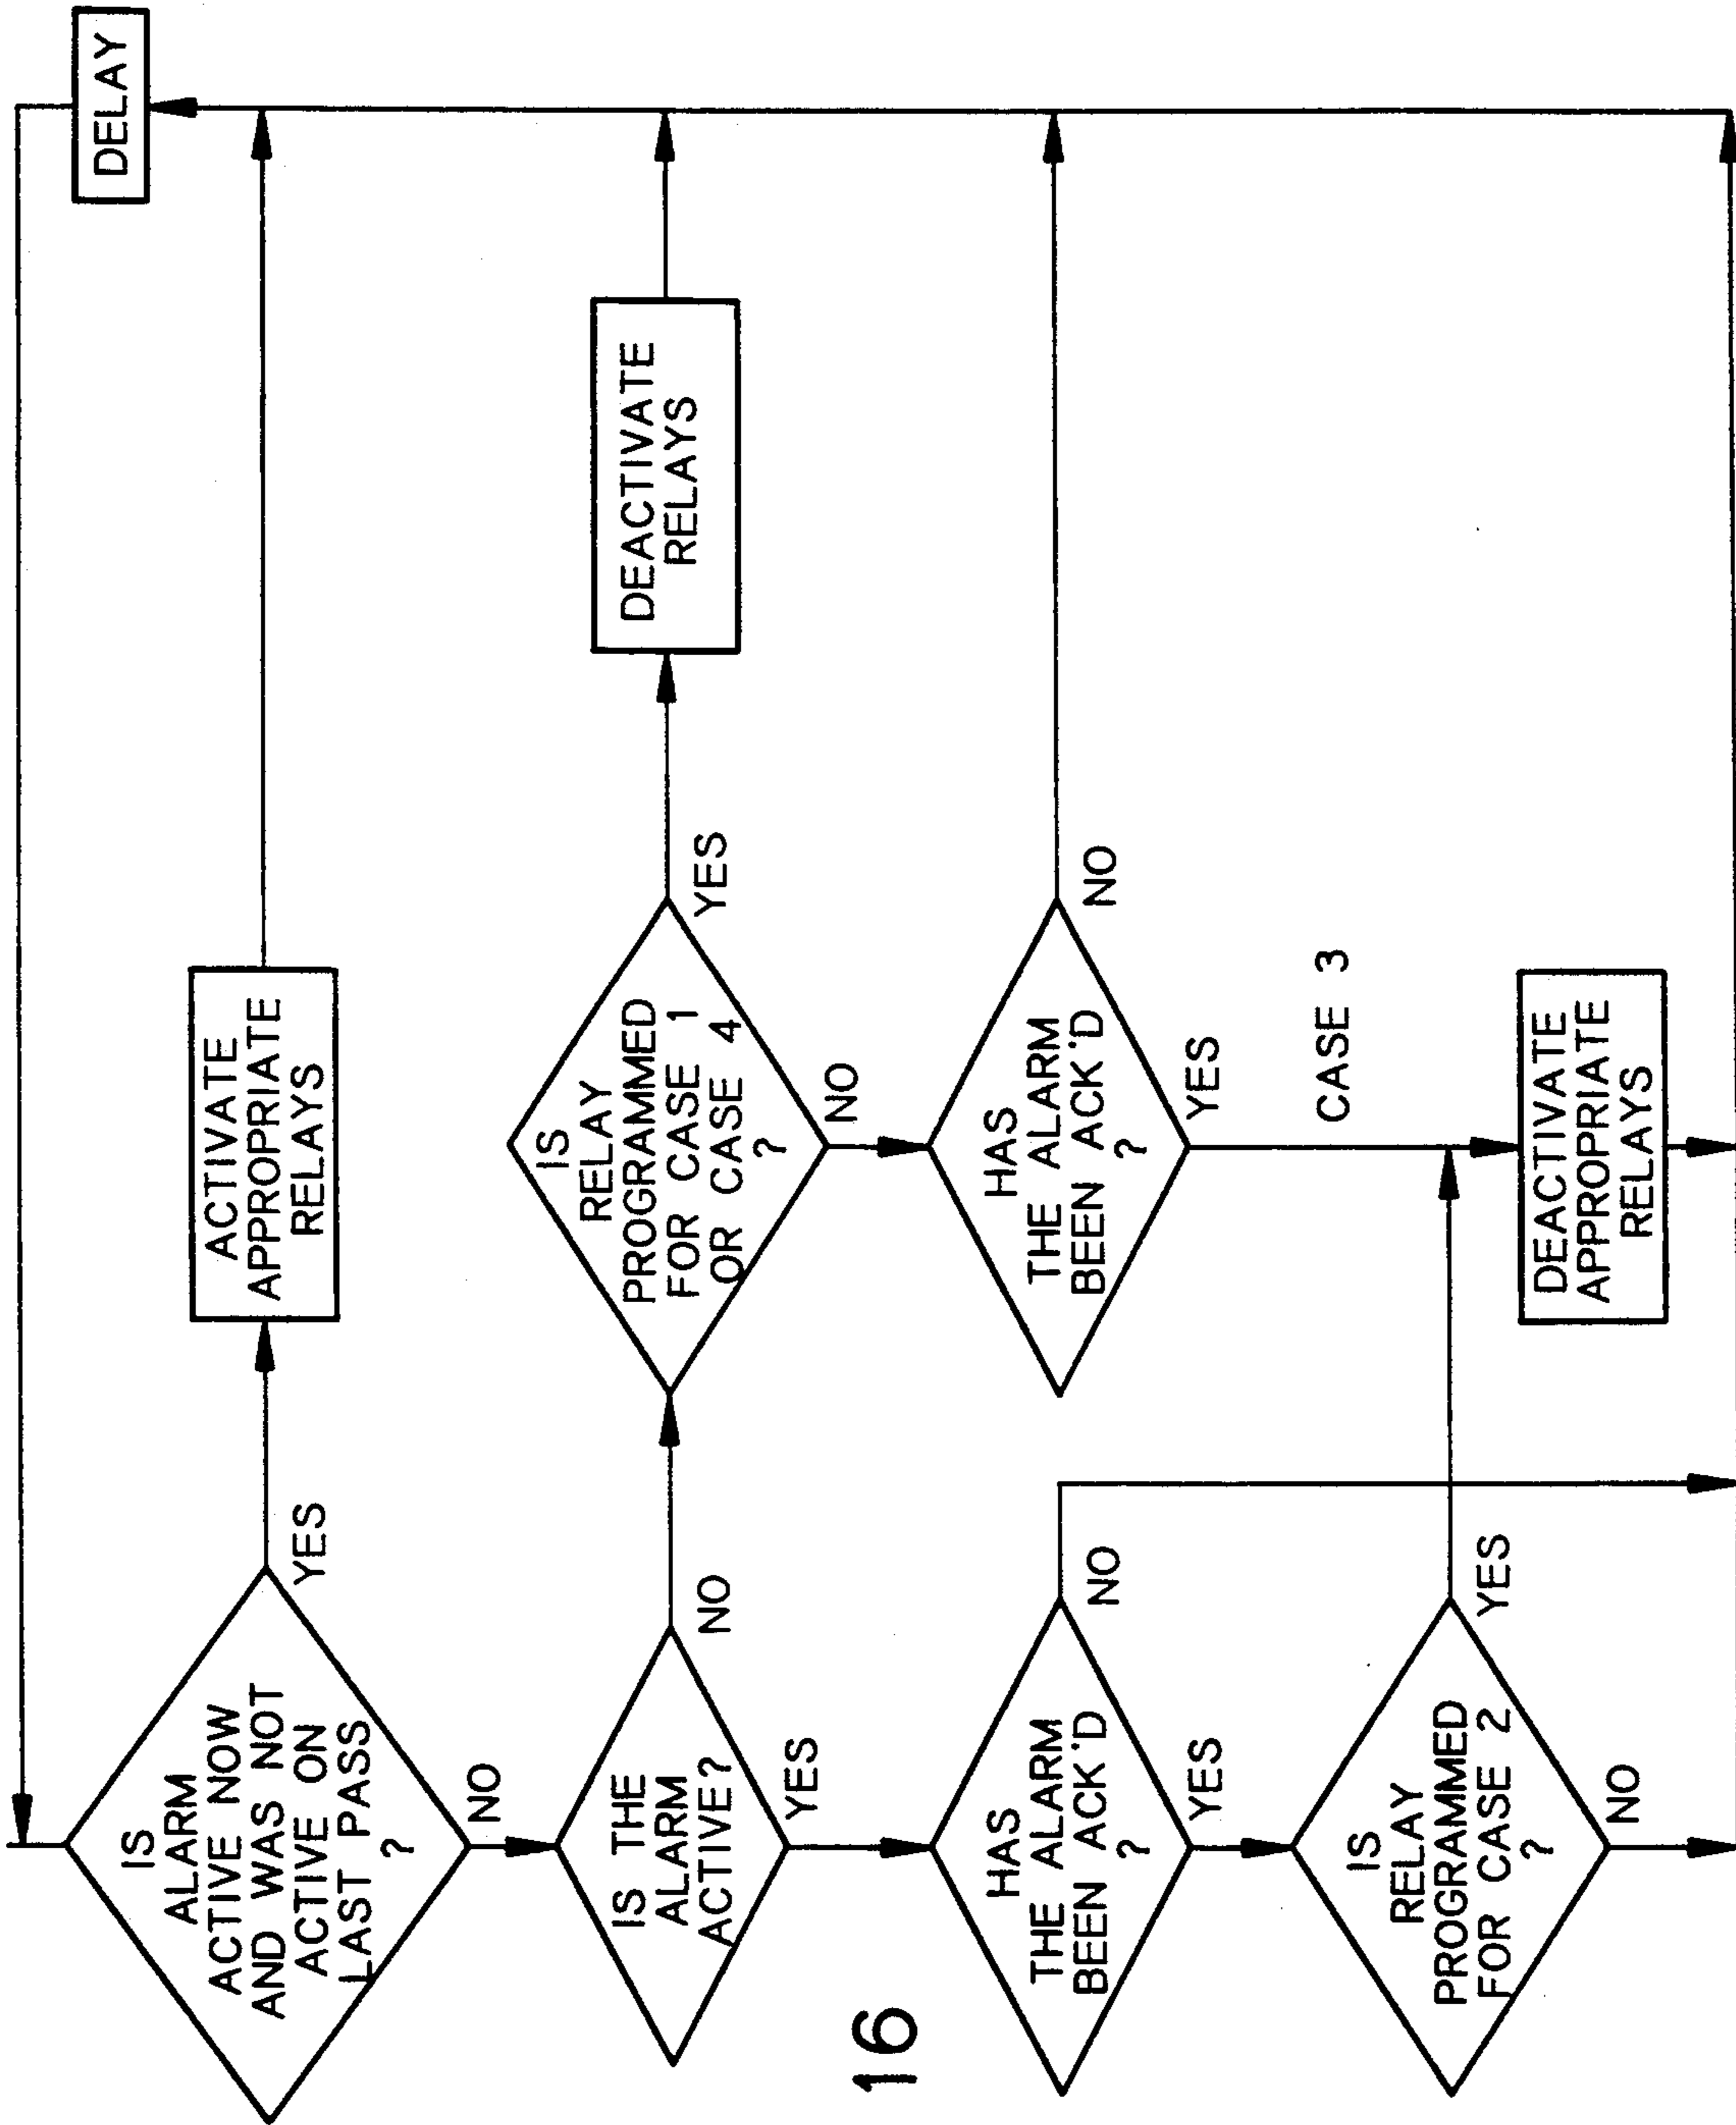 DELAY
IS
ALARM
ACTIVE NOW
AND WAS NOT
ACTIVE ON
LAST PASS
?
YES
ACTIVATE
APPROPRIATE
RELAYS
NO
IS THE
ALARM
ACTIVE?
NO
IS
RELAY
PROGRAMMED
FOR CASE 1
OR CASE 4
?
YES
DEACTIVATE
RELAYS
YES
NO
16
HAS
THE ALARM
BEEN ACK'D
?
NO
HAS
THE ALARM
BEEN ACK'D
?
NO
YES
YES
CASE 3
IS
RELAY
PROGRAMMED
FOR CASE 2
?
YES
DEACTIVATE
APPROPRIATE
RELAYS
NO